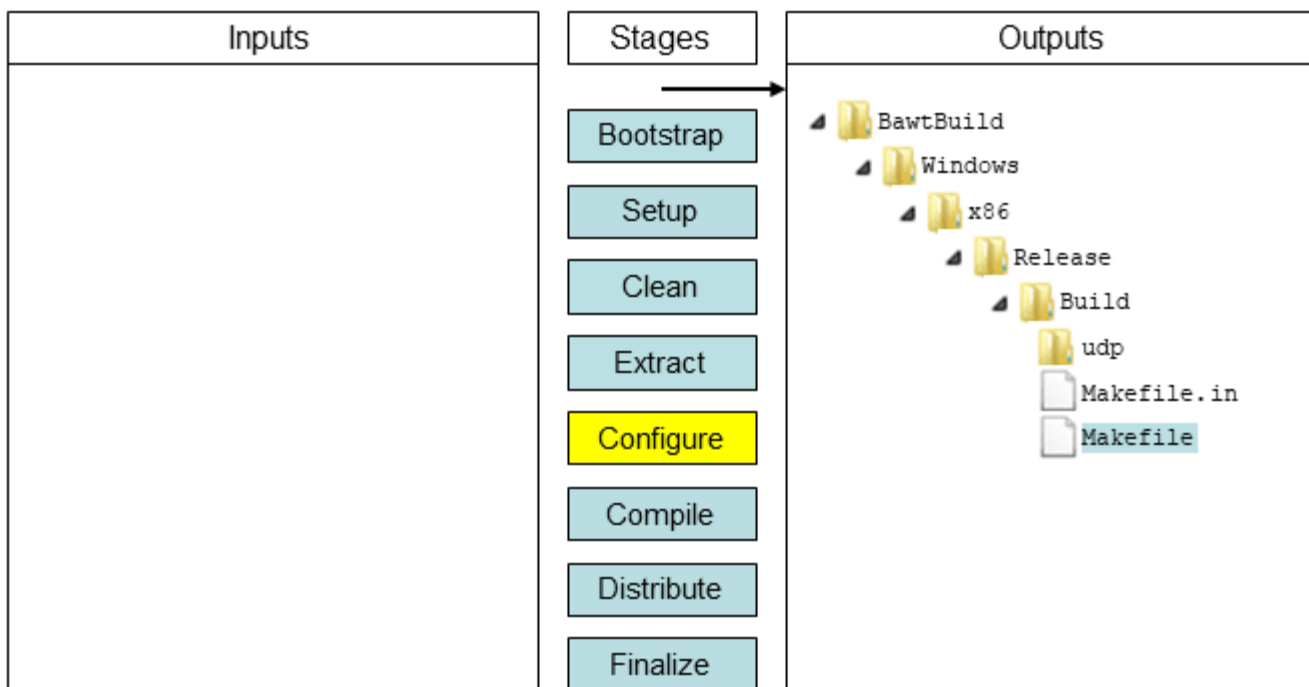 Inputs
Stages
Outputs
Bootstrap
Setup
Clean
Extract
Configure
Compile
Distribute
Finalize
BawtBuild
Windows
x86
Release
Build
udp
Makefile.in
Makefile